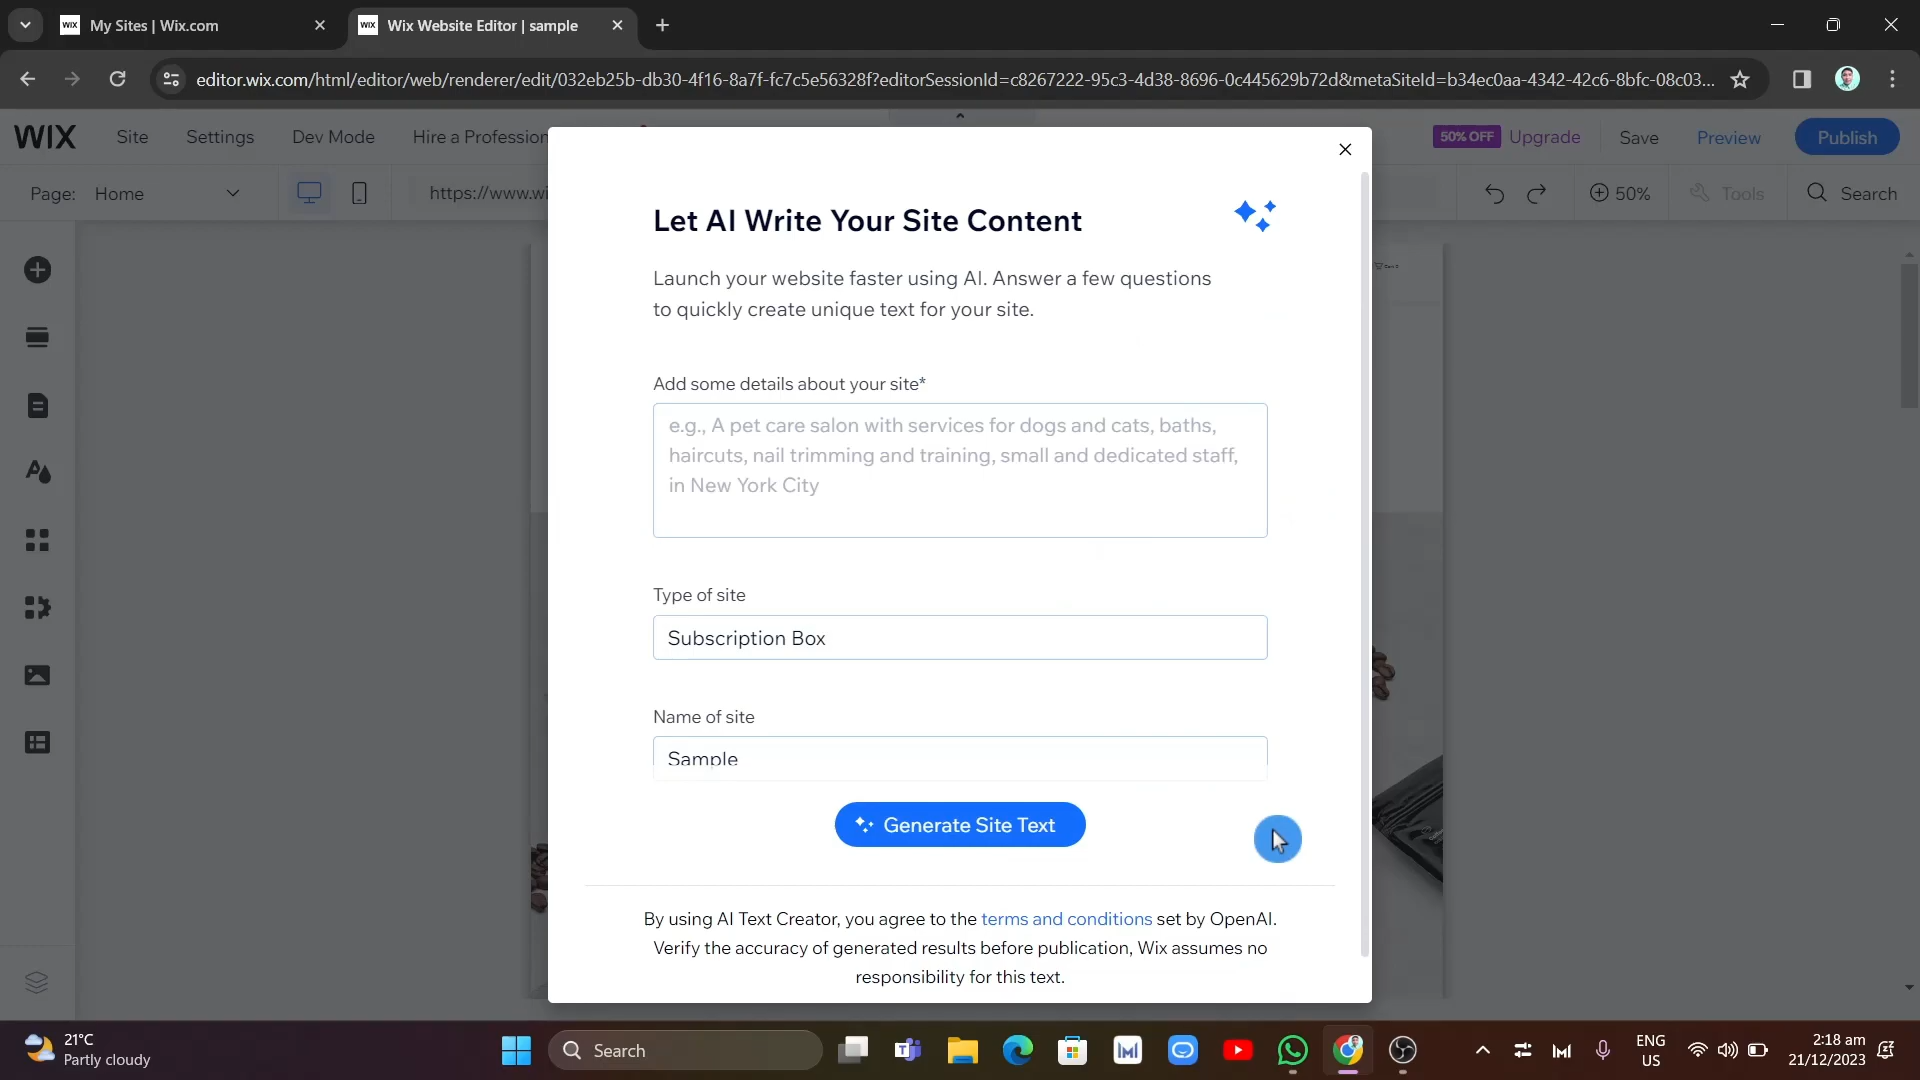 My Sites | Wix.com
Wix Website Editor | sample
editor.wix.com/html/editor/web/renderer/edit/032eb25b-db30-4f16-8a7f-fc7c5e56328f?editorSessionId=c8267222-95c3-4d38-8696-0c445629b72d&metaSiteId=b34ec0aa-4342-42c6-8bfc-08c03...
WIX Site Settings Dev Mode Hire a Profession 50% OFF Upgrade Save Preview Publish
Page: Home https://www.wi 50% Tools Search
Let AI Write Your Site Content
Launch your website faster using AI. Answer a few questions
to quickly create unique text for your site.
Add some details about your site*
e.g., A pet care salon with services for dogs and cats, baths,
haircuts, nail trimming and training, small and dedicated staff,
in New York City
Type of site
Subscription Box
Name of site
Sample
Generate Site Text
By using AI Text Creator, you agree to the terms and conditions set by OpenAI.
Verify the accuracy of generated results before publication, Wix assumes no
responsibility for this text.
21°C
Partly cloudy
Search
ENG
US
2:18 am
21/12/2023